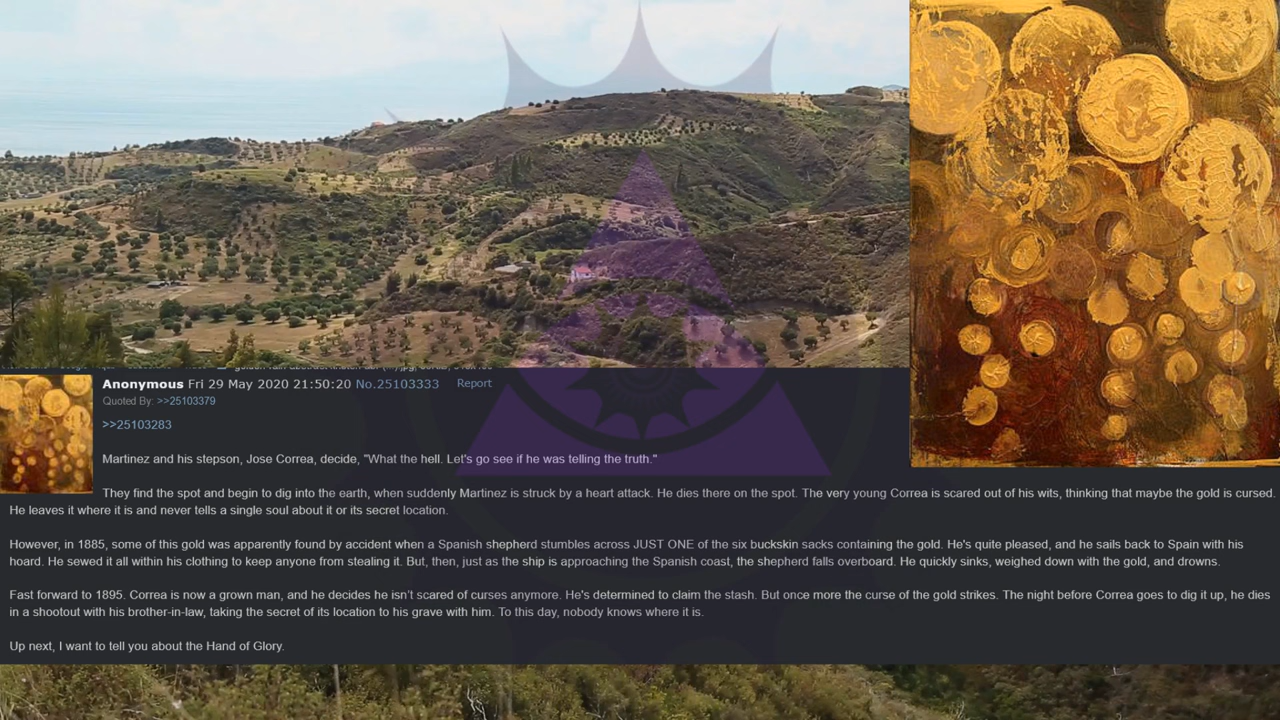 Anonymous Fri 29 May 2020 21:50:20 No.25103333 Report
Quoted By: >>25103379
>>25103283
Martinez and his stepson, Jose Correa, decide, "What the hell. Let's go see if he was telling the truth."
They find the spot and begin to dig into the earth, when suddenly Martinez is struck by a heart attack. He dies there on the spot. The very young Correa is scared out of his wits, thinking that maybe the gold is cursed.
He leaves it where it is and never tells a single soul about it or its secret location.
However, in 1885, some of this gold was apparently found by accident when a Spanish shepherd stumbles across JUST ONE of the six buckskin sacks containing the gold. He's quite pleased, and he sails back to Spain with his
hoard. He sewed it all within his clothing to keep anyone from stealing it. But, then, just as the ship is approaching the Spanish coast, the shepherd falls overboard. He quickly sinks, weighed down with the gold, and drowns.
Fast forward to 1895. Correa is now a grown man, and he decides he isn't scared of curses anymore. He's determined to claim the stash. But once more the curse of the gold strikes. The night before Correa goes to dig it up, he dies
in a shootout with his brother-in-law, taking the secret of its location to his grave with him. To this day, nobody knows where it is.
Up next, I want to tell you about the Hand of Glory.